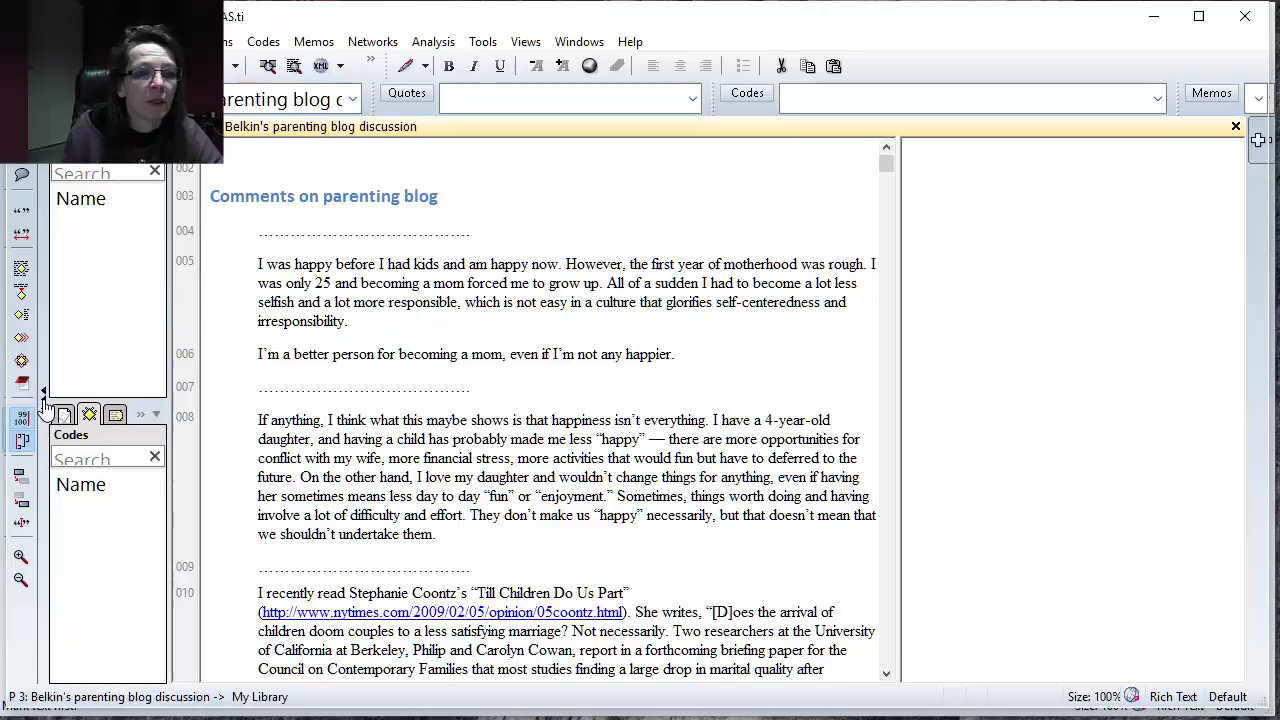 AS.ti
ns Codes Memos Networks Analysis Tools Views Windows Help
XML » B I U A A
arenting blog c Quotes Codes Memos
Belkin's parenting blog discussion
Search
Name
002
003 Comments on parenting blog
004 ........................................
005 I was happy before I had kids and am happy now. However, the first year of motherhood was rough. I
was only 25 and becoming a mom forced me to grow up. All of a sudden I had to become a lot less
selfish and a lot more responsible, which is not easy in a culture that glorifies self-centeredness and
irresponsibility.
006 I'm a better person for becoming a mom, even if I'm not any happier.
007 ........................................
008 If anything, I think what this maybe shows is that happiness isn't everything. I have a 4-year-old
daughter, and having a child has probably made me less “happy” — there are more opportunities for
conflict with my wife, more financial stress, more activities that would fun but have to deferred to the
future. On the other hand, I love my daughter and wouldn't change things for anything, even if having
her sometimes means less day to day “fun” or “enjoyment.” Sometimes, things worth doing and having
involve a lot of difficulty and effort. They don't make us “happy” necessarily, but that doesn't mean that
we shouldn't undertake them.
009 ........................................
010 I recently read Stephanie Coontz's “Till Children Do Us Part”
(http://www.nytimes.com/2009/02/05/opinion/05coontz.html). She writes, “[D]oes the arrival of
children doom couples to a less satisfying marriage? Not necessarily. Two researchers at the University
of California at Berkeley, Philip and Carolyn Cowan, report in a forthcoming briefing paper for the
Council on Contemporary Families that most studies finding a large drop in marital quality after
99
100
»
Codes
Search
Name
P 3: Belkin's parenting blog discussion -> My Library Size: 100% Rich Text Default